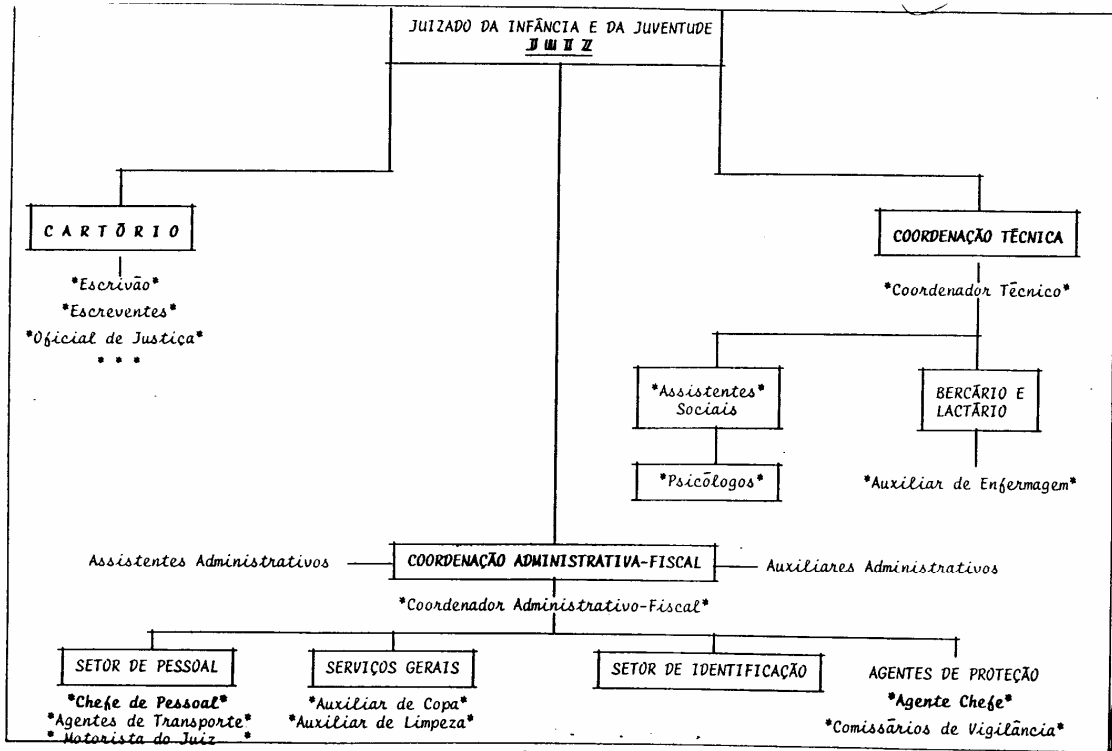 JUIZADO DA INFÂNCIA E DA JUVENTUDE
J U I Z
C A R T Ó R I O
*Escrivão*
*Escreventes*
*Oficial de Justiça*
* * *
COORDENAÇÃO TÉCNICA
*Coordenador Técnico*
*Assistentes*
Sociais
*Psicólogos*
BERCÁRIO E
LACTÁRIO
*Auxiliar de Enfermagem*
Assistentes Administrativos
COORDENAÇÃO ADMINISTRATIVA-FISCAL
Auxiliares Administrativos
*Coordenador Administrativo-Fiscal*
SETOR DE PESSOAL
*Chefe de Pessoal*
*Agentes de Transporte*
* Motorista do Juiz *
SERVIÇOS GERAIS
*Auxiliar de Copa*
*Auxiliar de Limpeza*
SETOR DE IDENTIFICAÇÃO
AGENTES DE PROTEÇÃO
*Agente Chefe*
*Comissários de Vigilância*